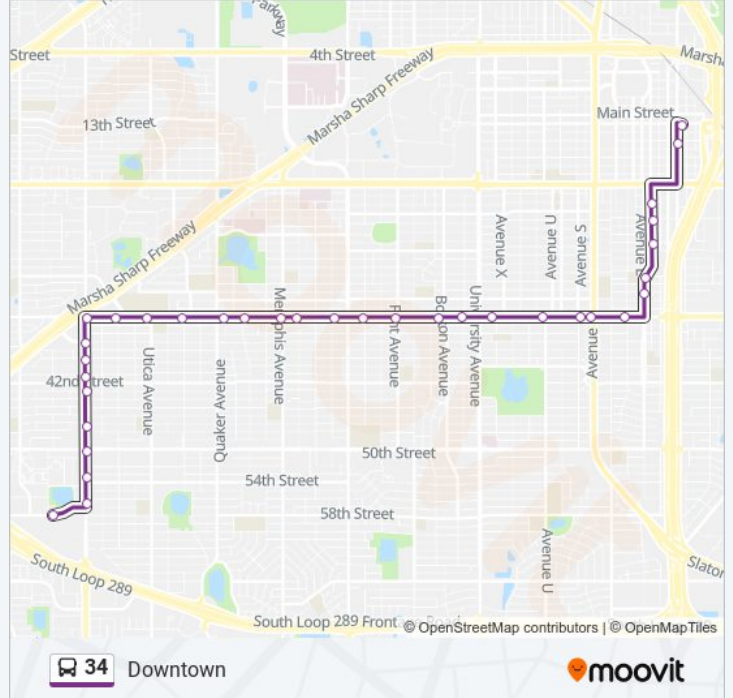 Parkway
Street
4th Street
Marsh
Marsha Sharp Freeway
Main Street
13th Street
Avenue X
Avenue U
Avenue S
Avenue
Marsha Sharp Freeway
Memphis Avenue
Avenue
University Avenue
Avenue
42nd Street
Utica Avenue
Quaker Avenue
50th Street
54th Street
58th Street
Avenue U
South Loop 289
Slaton
South Loop 289 Front
© OpenStreetMap contributors | © OpenMapTiles
34 Downtown
moovit